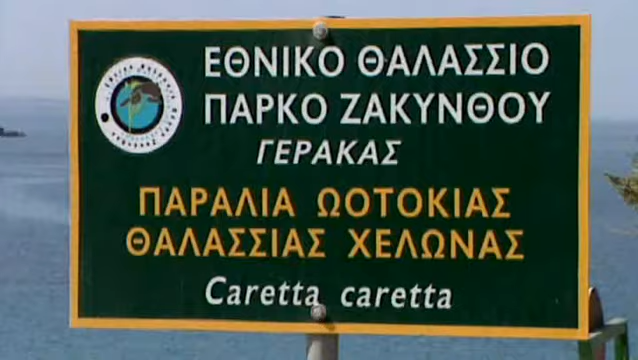 ΕΘΝΙΚΟ ΘΑΛΑΣΣΙΟ
ΠΑΡΚΟ ΖΑΚΥΝΘΟΥ
ΓΕΡΑΚΑΣ
ΠΑΡΑΛΙΑ ΩΟΤΟΚΙΑΣ
ΘΑΛΑΣΣΙΑΣ ΧΕΛΩΝΑΣ
Caretta caretta